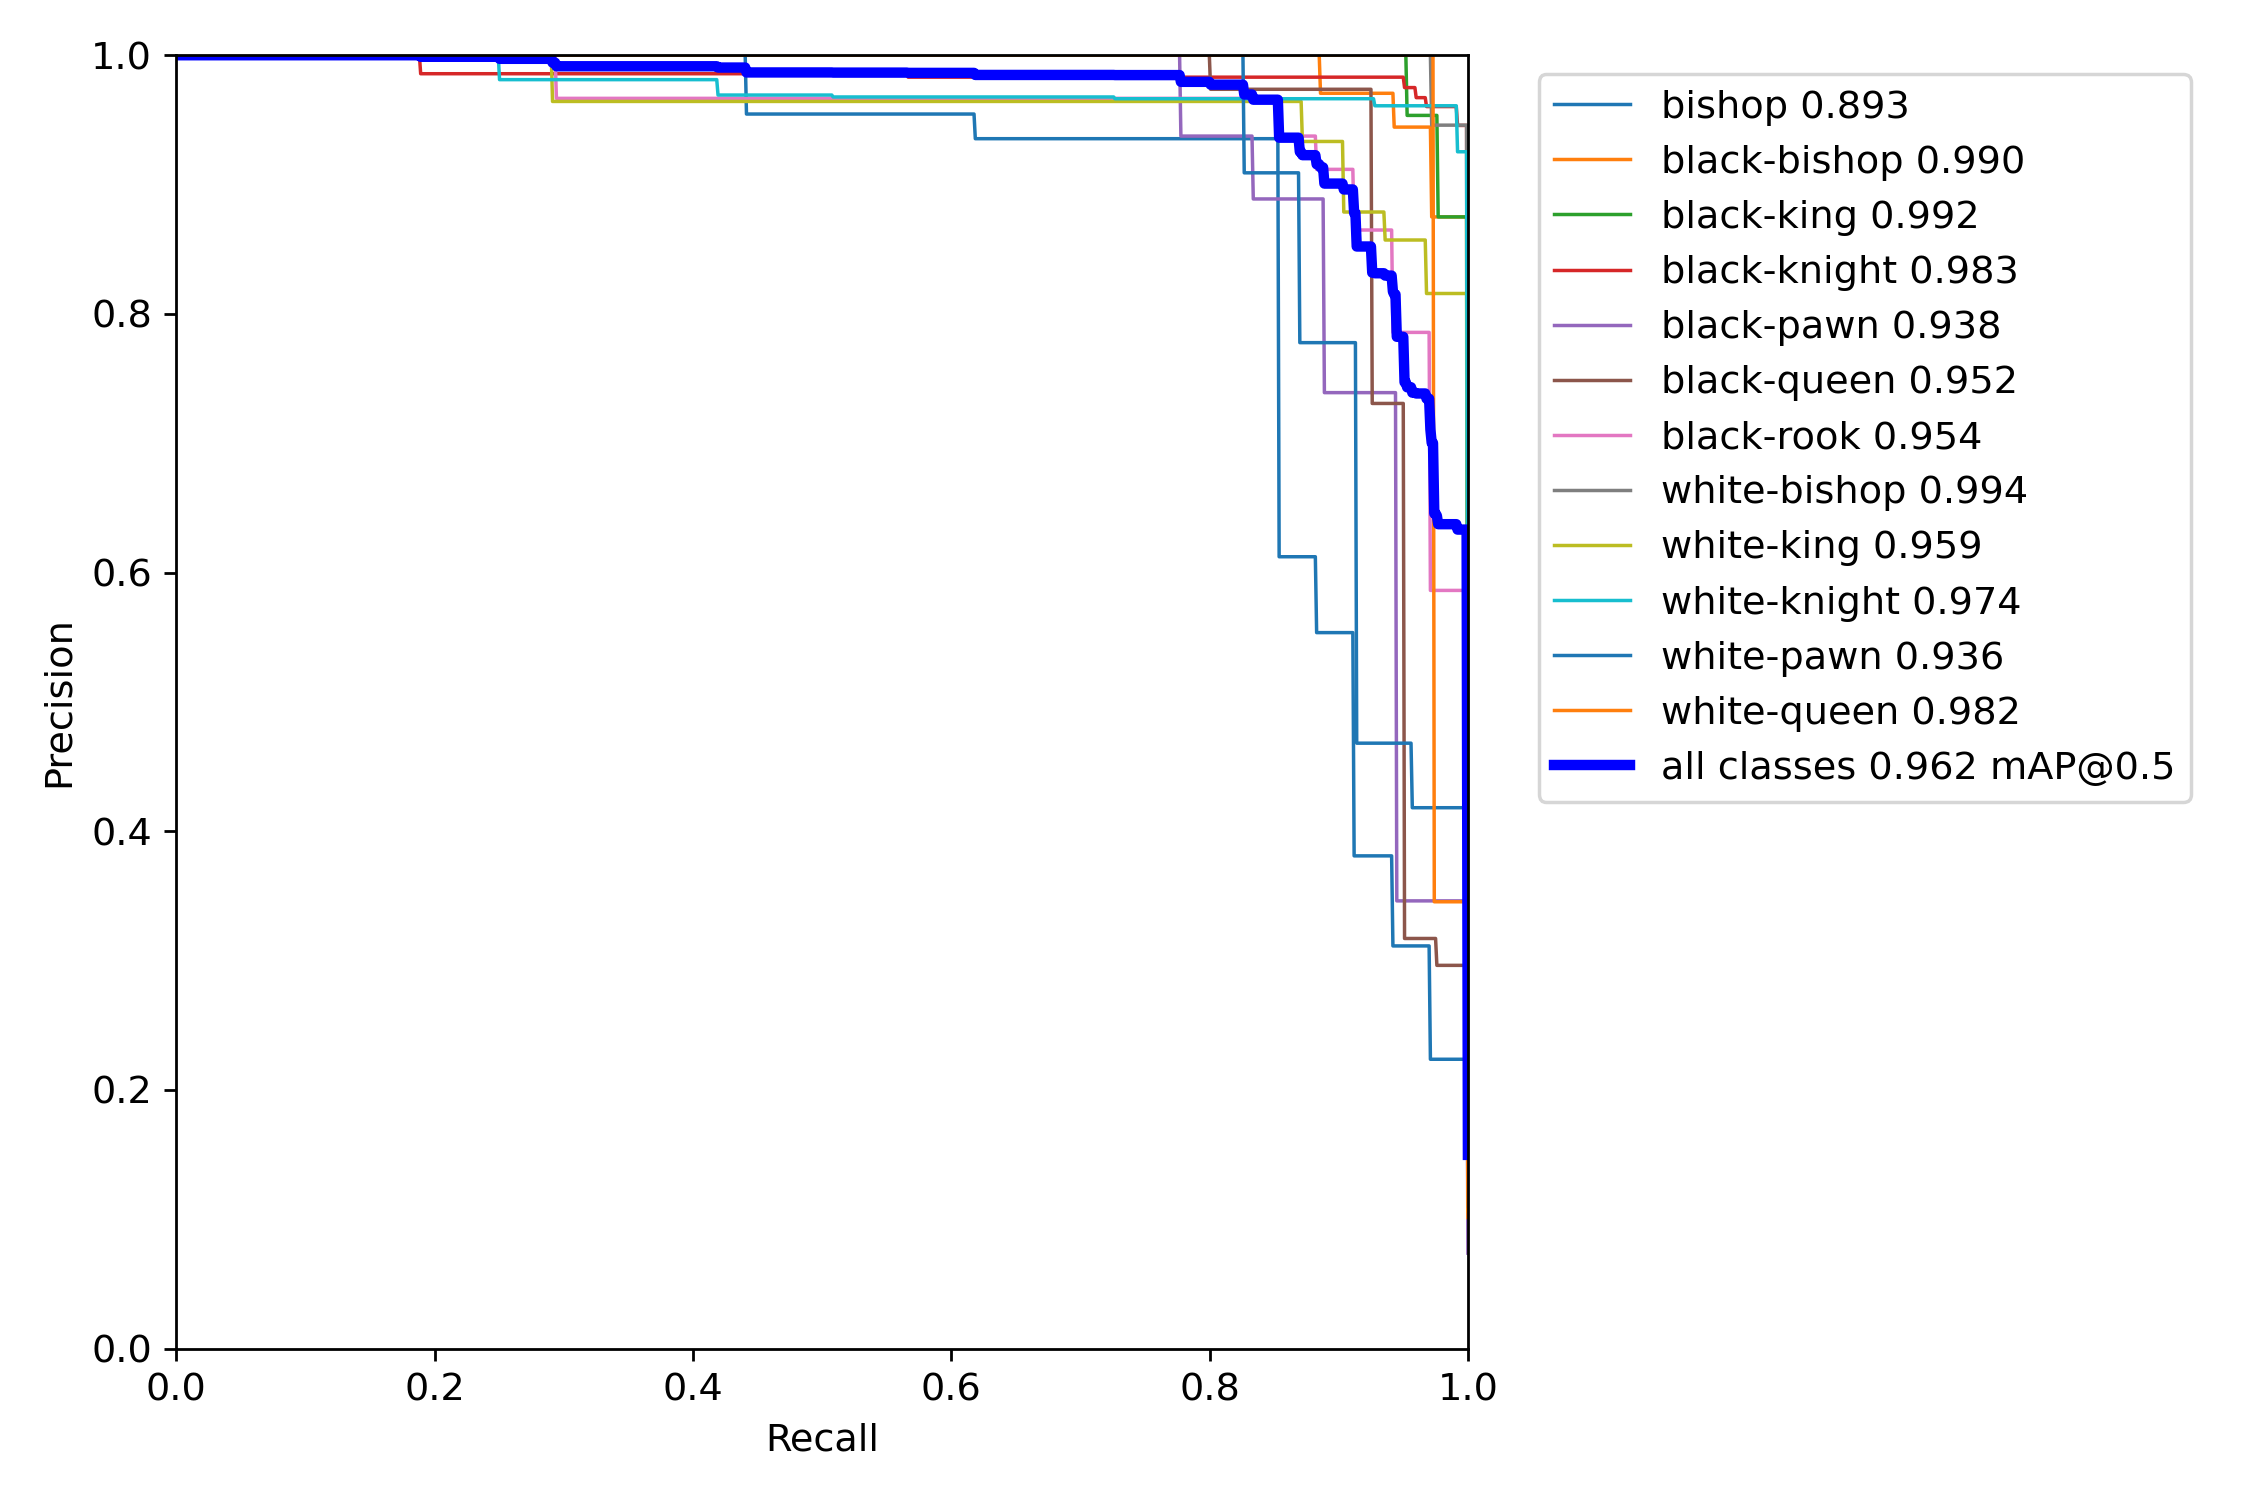 1.0
0.8
0.6
0.4
0.2
0.0
Precision
0.0 0.2 0.4 0.6 0.8 1.0
Recall
bishop 0.893
black-bishop 0.990
black-king 0.992
black-knight 0.983
black-pawn 0.938
black-queen 0.952
black-rook 0.954
white-bishop 0.994
white-king 0.959
white-knight 0.974
white-pawn 0.936
white-queen 0.982
all classes 0.962 mAP@0.5